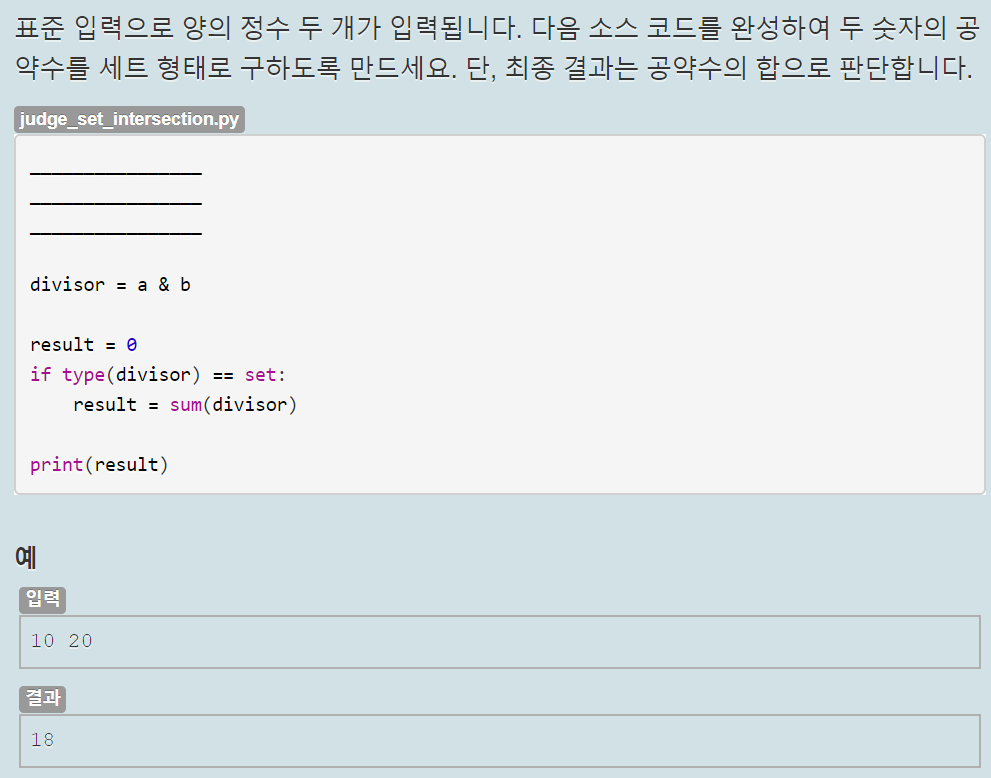 표준 입력으로 양의 정수 두 개가 입력됩니다. 다음 소스 코드를 완성하여 두 숫자의 공
약수를 세트 형태로 구하도록 만드세요. 단, 최종 결과는 공약수의 합으로 판단합니다.
judge_set_intersection.py
________________
________________
________________
divisor = a & b
result = 0
if type(divisor) == set:
    result = sum(divisor)
print(result)
예
입력
10 20
결과
18